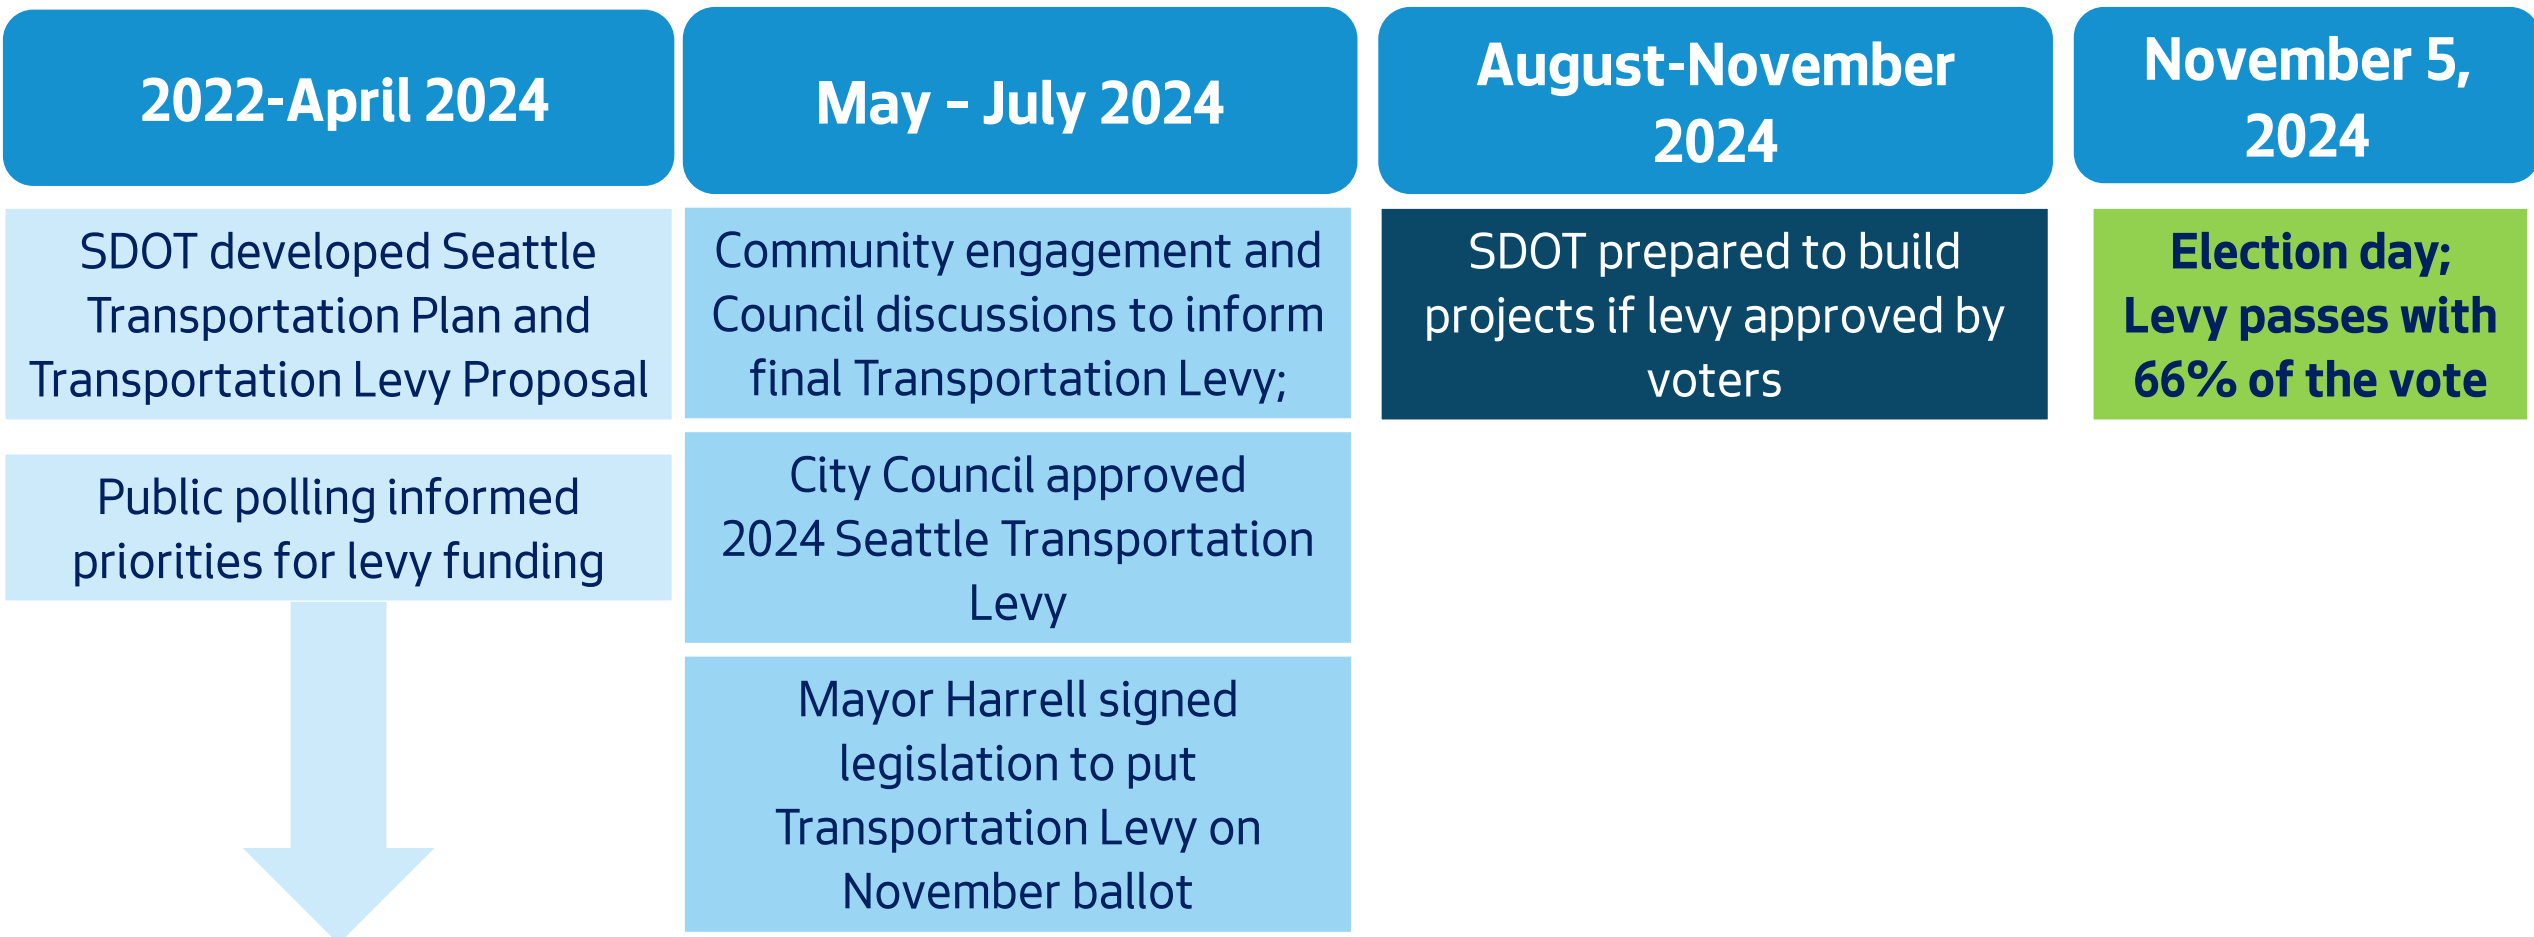 2022-April 2024
SDOT developed Seattle
Transportation Plan and
Transportation Levy Proposal
Public polling informed
priorities for levy funding
May – July 2024
Community engagement and
Council discussions to inform
final Transportation Levy;
City Council approved
2024 Seattle Transportation
Levy
Mayor Harrell signed
legislation to put
Transportation Levy on
November ballot
August-November
2024
SDOT prepared to build
projects if levy approved by
voters
November 5,
2024
Election day;
Levy passes with
66% of the vote